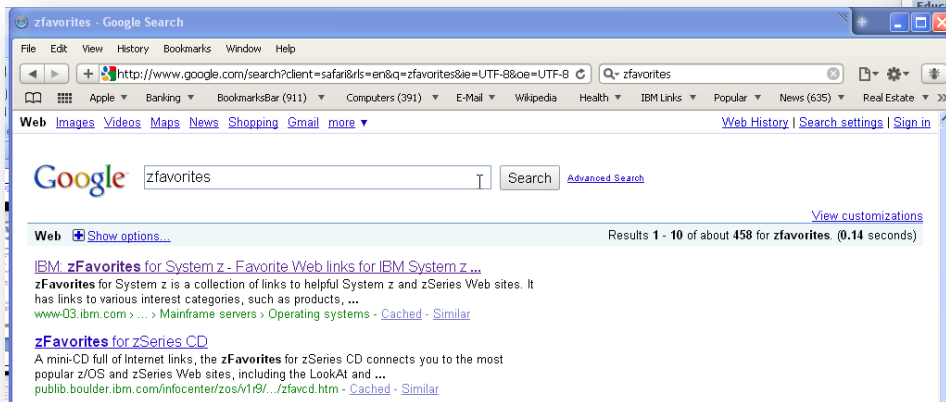 Educ
zfavorites - Google Search
File Edit View History Bookmarks Window Help
http://www.google.com/search?client=safari&rls=en&q=zfavorites&ie=UTF-8&oe=UTF-8 zfavorites
Apple Banking BookmarksBar (911) Computers (391) E-Mail Wikipedia Health IBM Links Popular News (635) Real Estate
Web Images Videos Maps News Shopping Gmail more Web History | Search settings | Sign in
Google zfavorites Search Advanced Search
View customizations
Web Show options... Results 1 - 10 of about 458 for zfavorites. (0.14 seconds)
IBM: zFavorites for System z - Favorite Web links for IBM System z ...
zFavorites for System z is a collection of links to helpful System z and zSeries Web sites. It
has links to various interest categories, such as products, ...
www-03.ibm.com › ... › Mainframe servers › Operating systems - Cached - Similar
zFavorites for zSeries CD
A mini-CD full of Internet links, the zFavorites for zSeries CD connects you to the most
popular z/OS and zSeries Web sites, including the LookAt and ...
publib.boulder.ibm.com/infocenter/zos/v1r9/.../zfavcd.htm - Cached - Similar